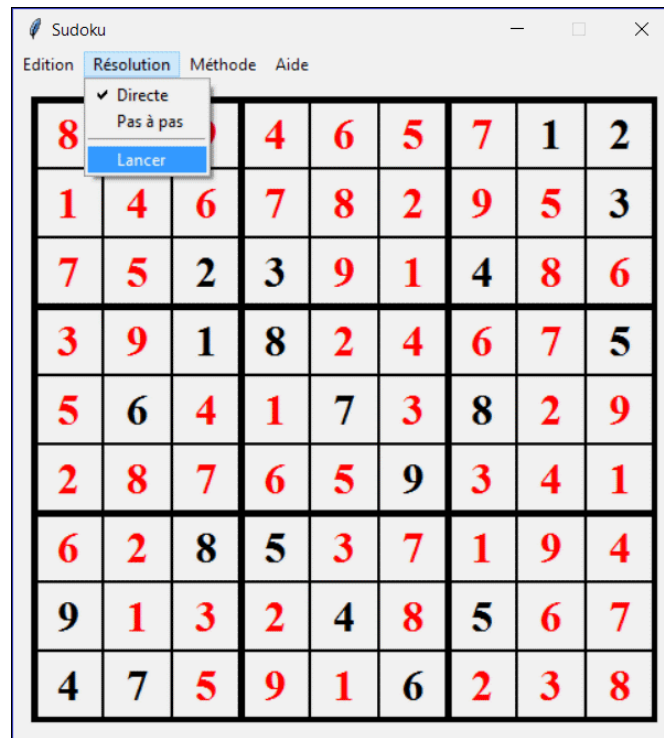 Sudoku
Edition Résolution Méthode Aide
Directe
Pas à pas
Lancer
8 4 6 5 7 1 2
1 4 6 7 8 2 9 5 3
7 5 2 3 9 1 4 8 6
3 9 1 8 2 4 6 7 5
5 6 4 1 7 3 8 2 9
2 8 7 6 5 9 3 4 1
6 2 8 5 3 7 1 9 4
9 1 3 2 4 8 5 6 7
4 7 5 9 1 6 2 3 8